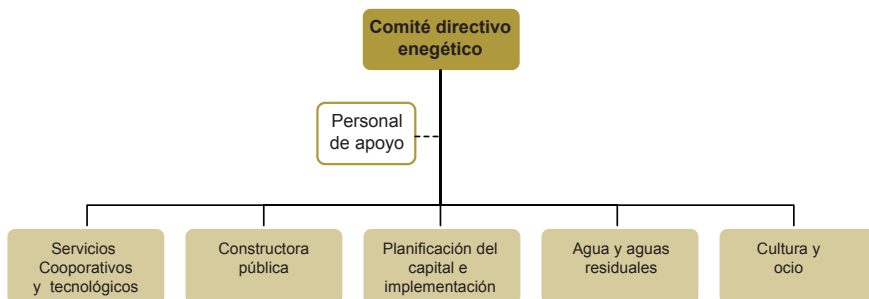 Comité directivo
enegético
Personal
de apoyo
Servicios
Cooporativos
y tecnológicos
Constructora
pública
Planificación del
capital e
implementación
Agua y aguas
residuales
Cultura y
ocio